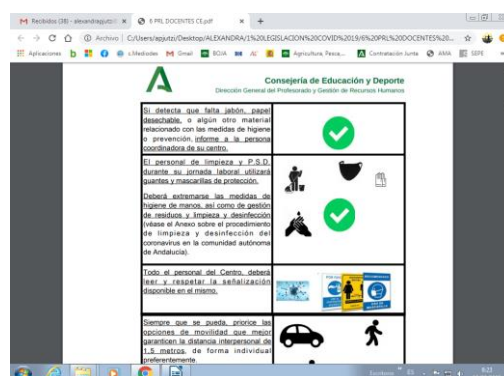 Recibidos (38) - alexandrapjutzi
6 PRL DOCENTES CE.pdf
Archivo | C:/Users/apjutzi/Desktop/ALEXANDRA/1%20LEGISLACION%20COVID%2019/6%20PRL%20DOCENTES%20...
Aplicaciones c.Mediodes Gmail BOJA Agricultura, Pesca,... Contratación Junta AMA SEPE
Consejería de Educación y Deporte
Dirección General del Profesorado y Gestión de Recursos Humanos
Si detecta que falta jabón, papel
desechable, o algún otro material
relacionado con las medidas de higiene
o prevención, informe a la persona
coordinadora de su centro.
El personal de limpieza y P.S.D.
durante su jornada laboral utilizará
guantes y mascarillas de protección.
Deberá extremarse las medidas de
higiene de manos, así como de gestión
de residuos y limpieza y desinfección
(véase el Anexo sobre el procedimiento
de limpieza y desinfección del
coronavirus en la comunidad autónoma
de Andalucía).
Todo el personal del Centro, deberá
leer y respetar la señalización
disponible en el mismo.
Siempre que se pueda, priorice las
opciones de movilidad que mejor
garanticen la distancia interpersonal de
1,5 metros, de forma individual
preferentemente.
Escritorio ES 8:23